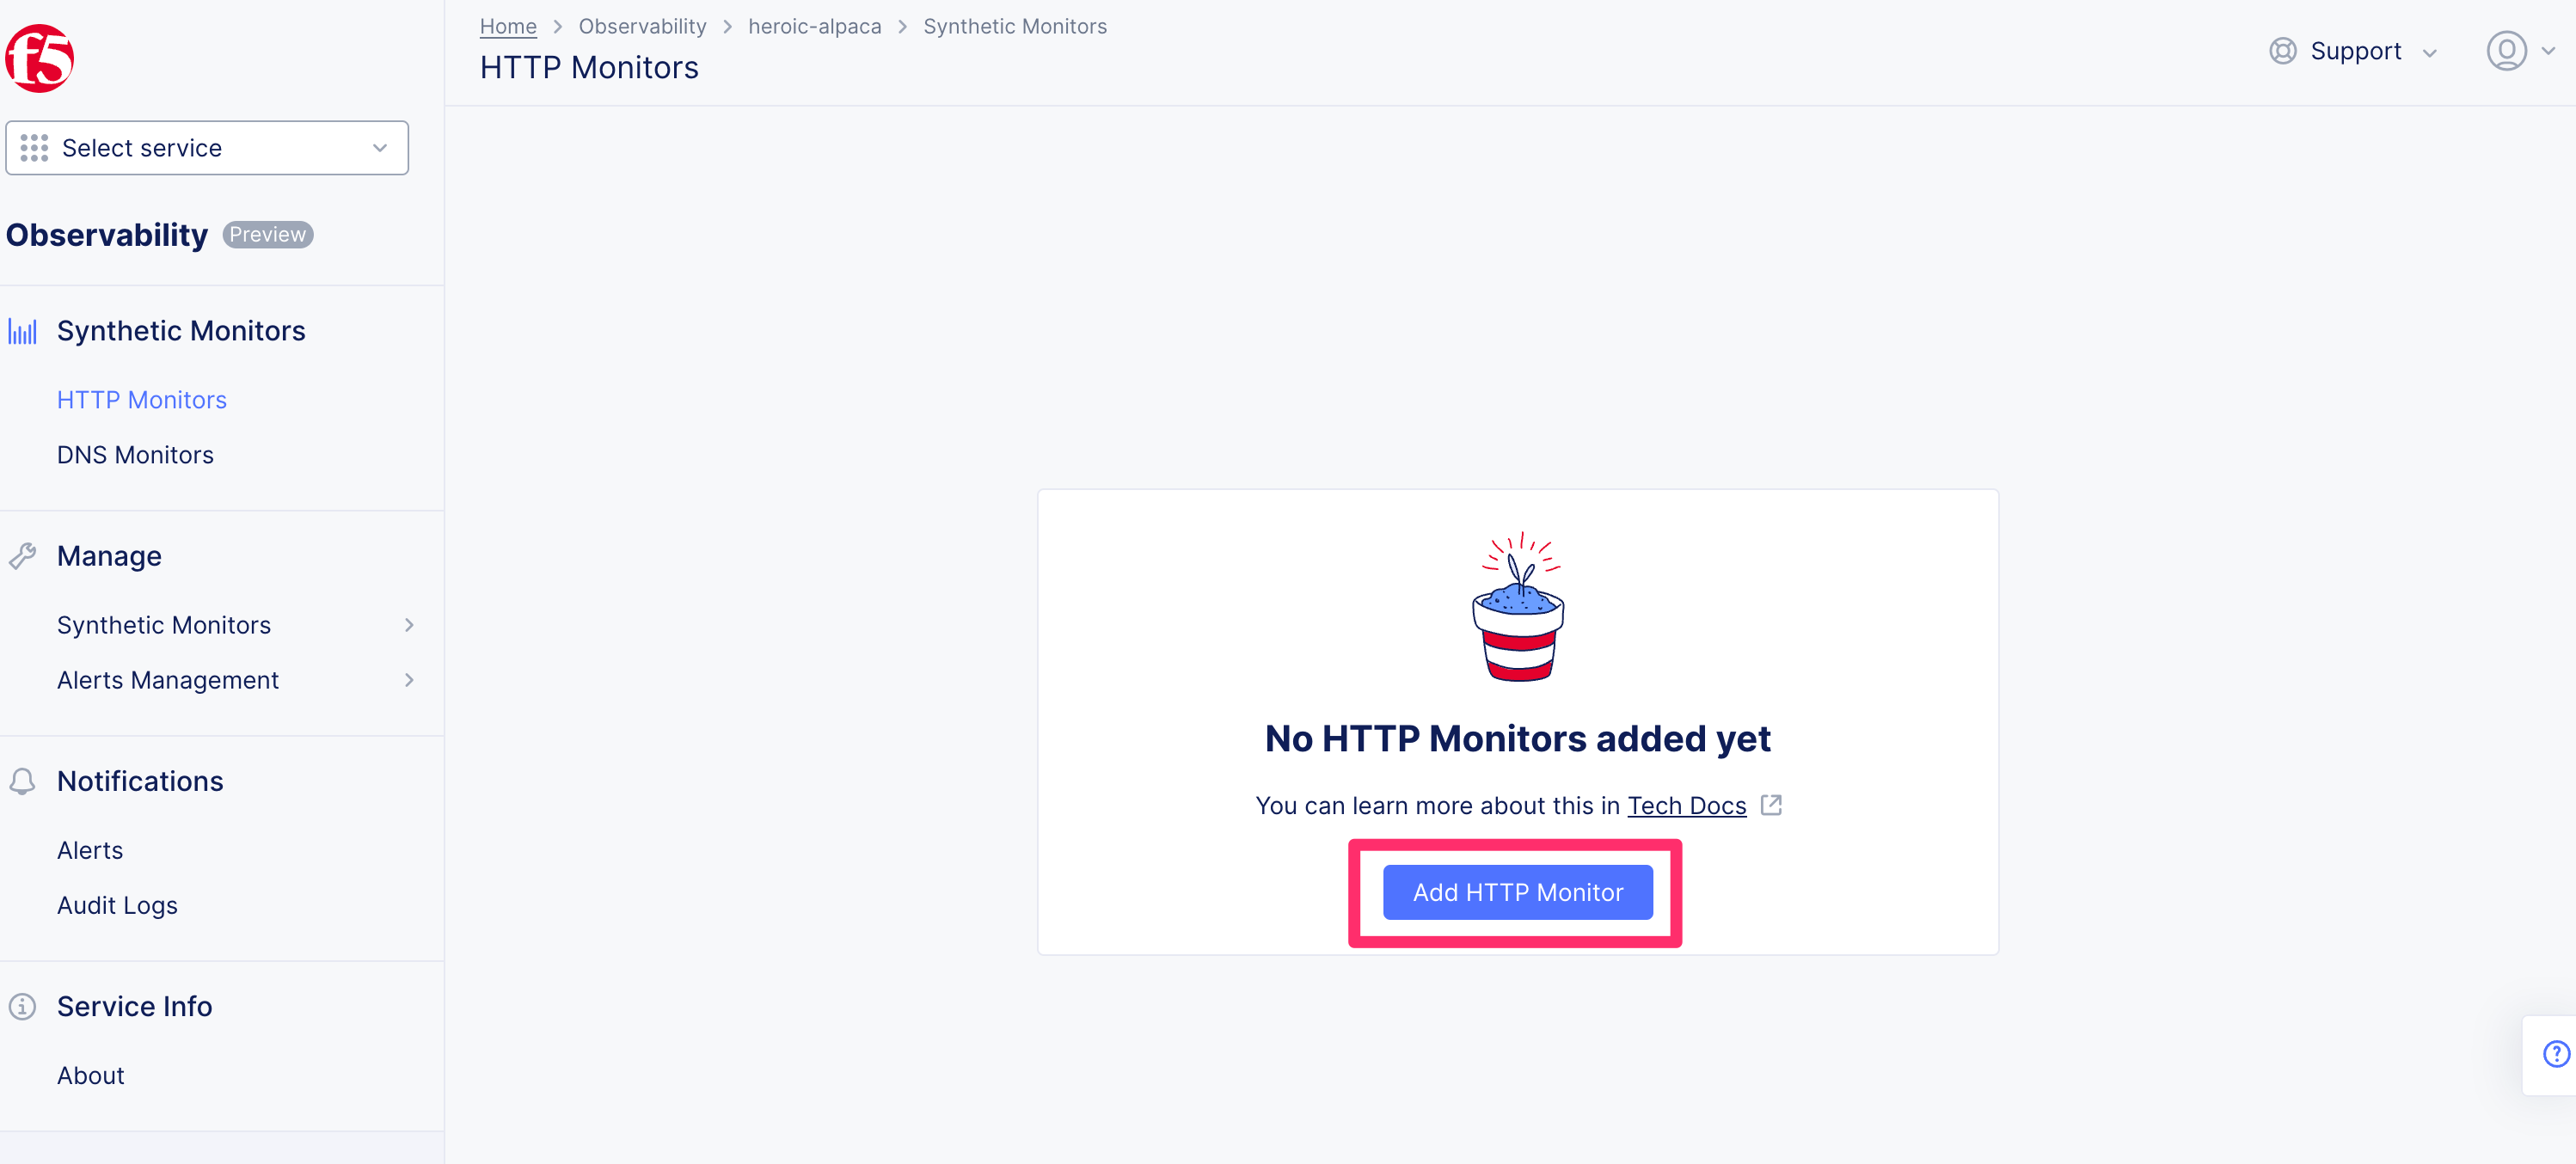 f5
Home > Observability > heroic-alpaca > Synthetic Monitors
HTTP Monitors
Support
Select service
Observability Preview
Synthetic Monitors
HTTP Monitors
DNS Monitors
Manage
Synthetic Monitors
Alerts Management
Notifications
Alerts
Audit Logs
Service Info
About
No HTTP Monitors added yet
You can learn more about this in Tech Docs
Add HTTP Monitor